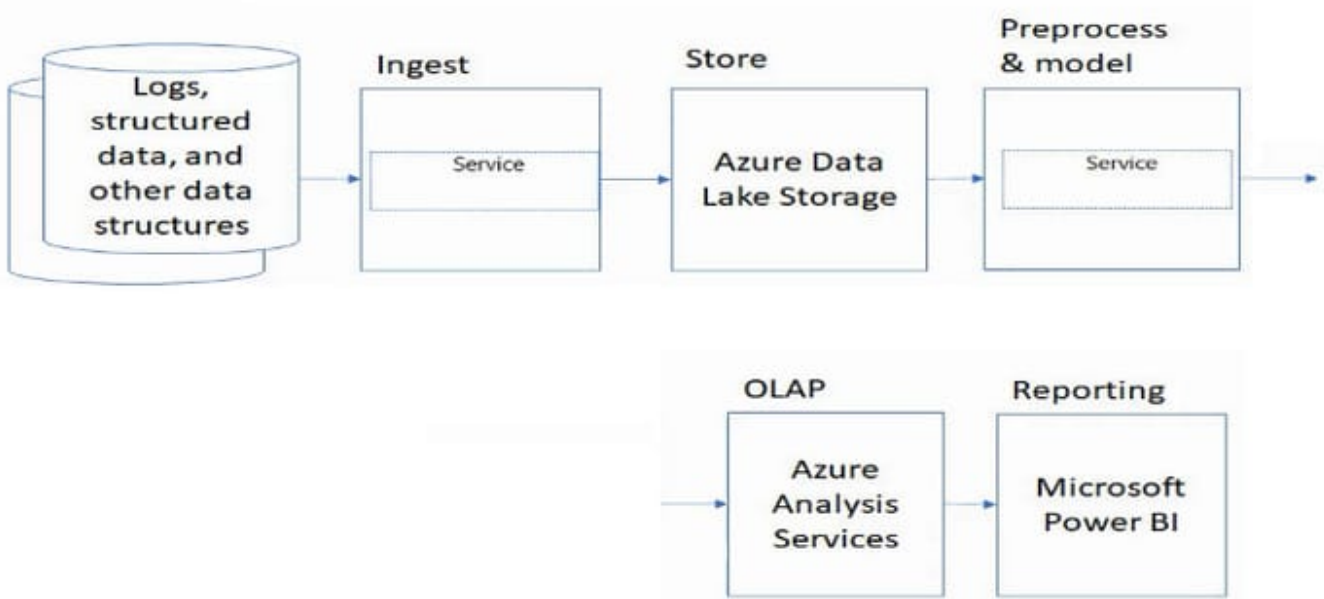 Logs,
structured
data, and
other data
structures
Ingest
Service
Store
Azure Data
Lake Storage
Preprocess
& model
Service
OLAP
Azure
Analysis
Services
Reporting
Microsoft
Power BI